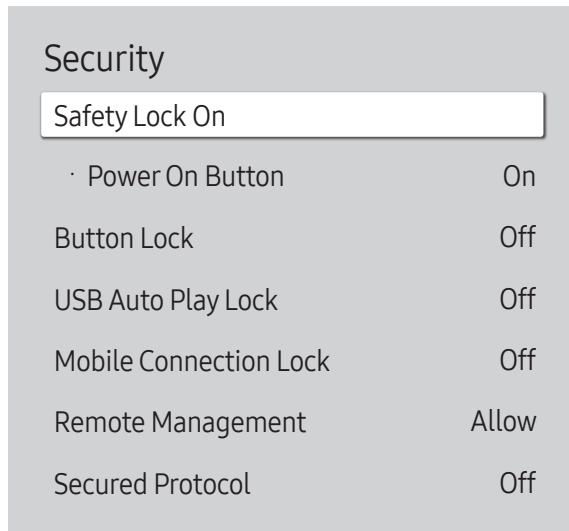 Security
Safety Lock On
· Power On Button On
Button Lock Off
USB Auto Play Lock Off
Mobile Connection Lock Off
Remote Management Allow
Secured Protocol Off